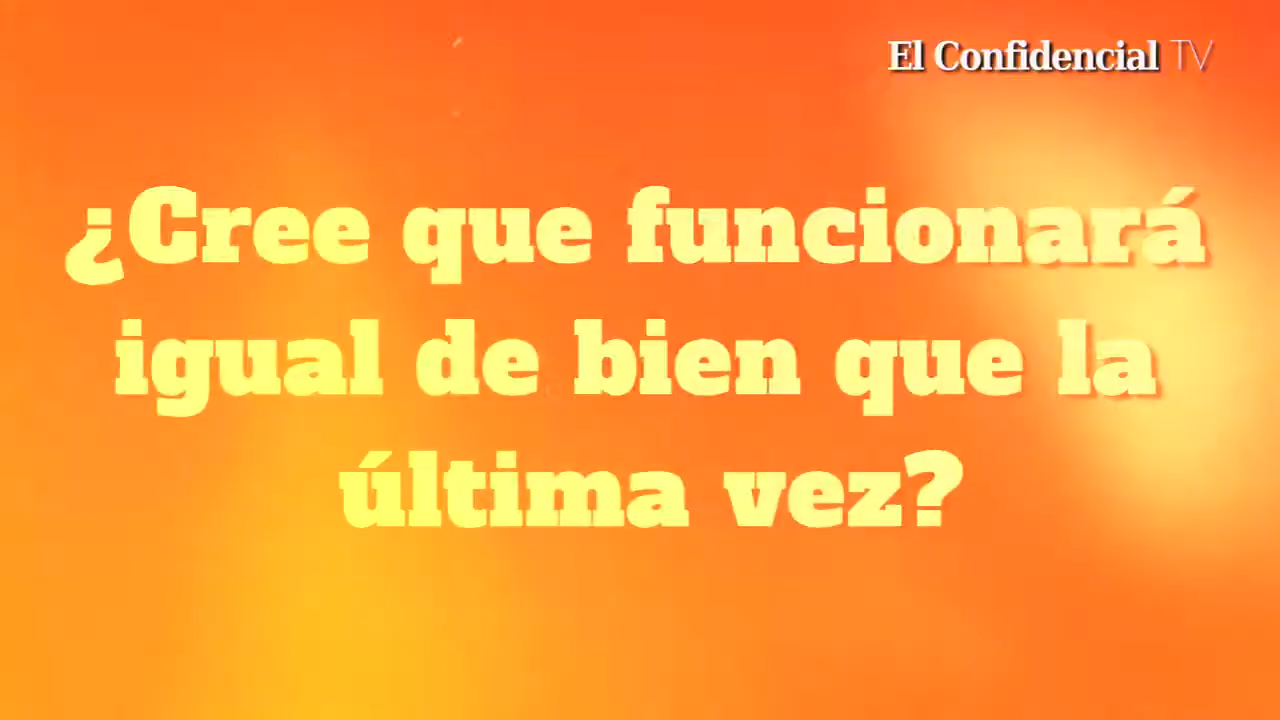 El Confidencial TV
¿Cree que funcionará
igual de bien que la
última vez?